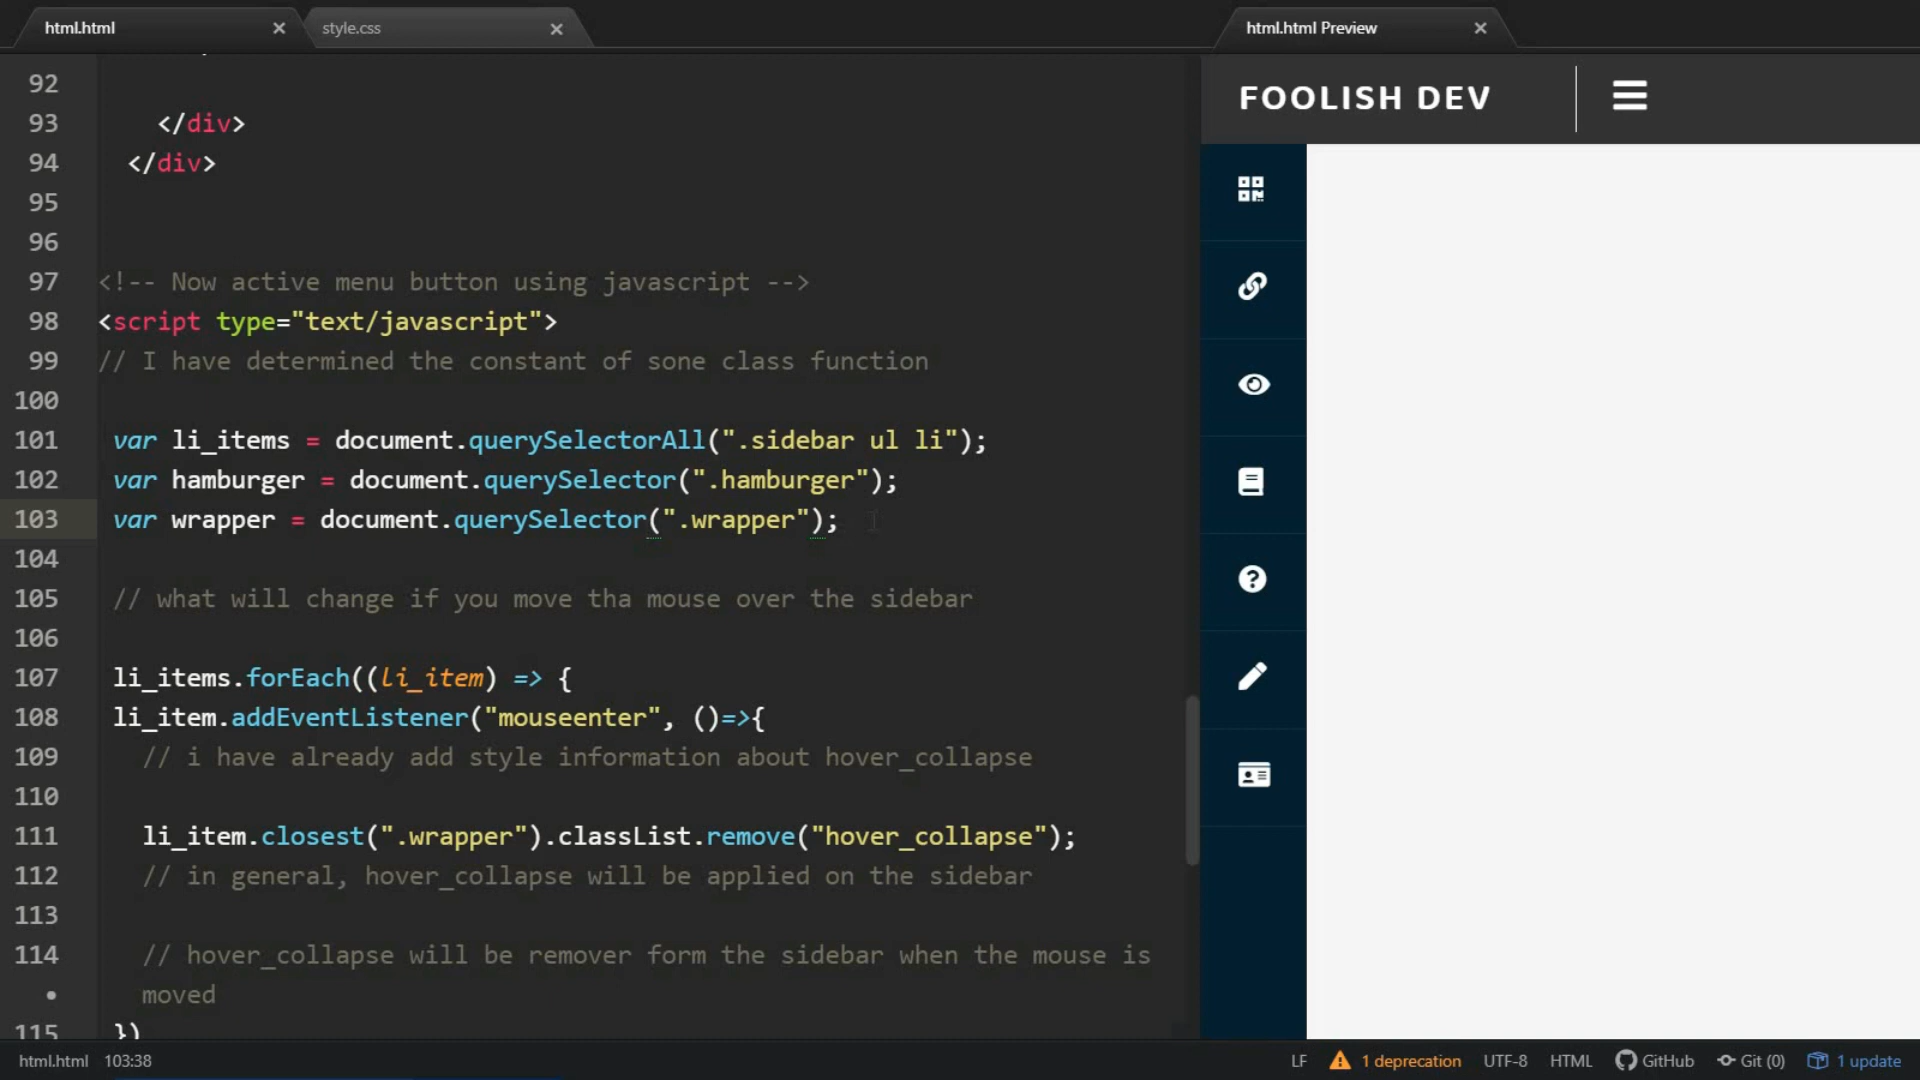 html.html
style.css
html.html Preview
92
93 </div>
94 </div>
95
96
97 <!-- Now active menu button using javascript -->
98 <script type="text/javascript">
99 // I have determined the constant of sone class function
100
101 var li_items = document.querySelectorAll(".sidebar ul li");
102 var hamburger = document.querySelector(".hamburger");
103 var wrapper = document.querySelector(".wrapper");
104
105 // what will change if you move tha mouse over the sidebar
106
107 li_items.forEach((li_item) => {
108 li_item.addEventListener("mouseenter", ()=>{
109 // i have already add style information about hover_collapse
110
111 li_item.closest(".wrapper").classList.remove("hover_collapse");
112 // in general, hover_collapse will be applied on the sidebar
113
114 // hover_collapse will be remover form the sidebar when the mouse is
• moved
115 })
FOOLISH DEV
html.html 103:38
LF 1 deprecation UTF-8 HTML GitHub Git (0) 1 update